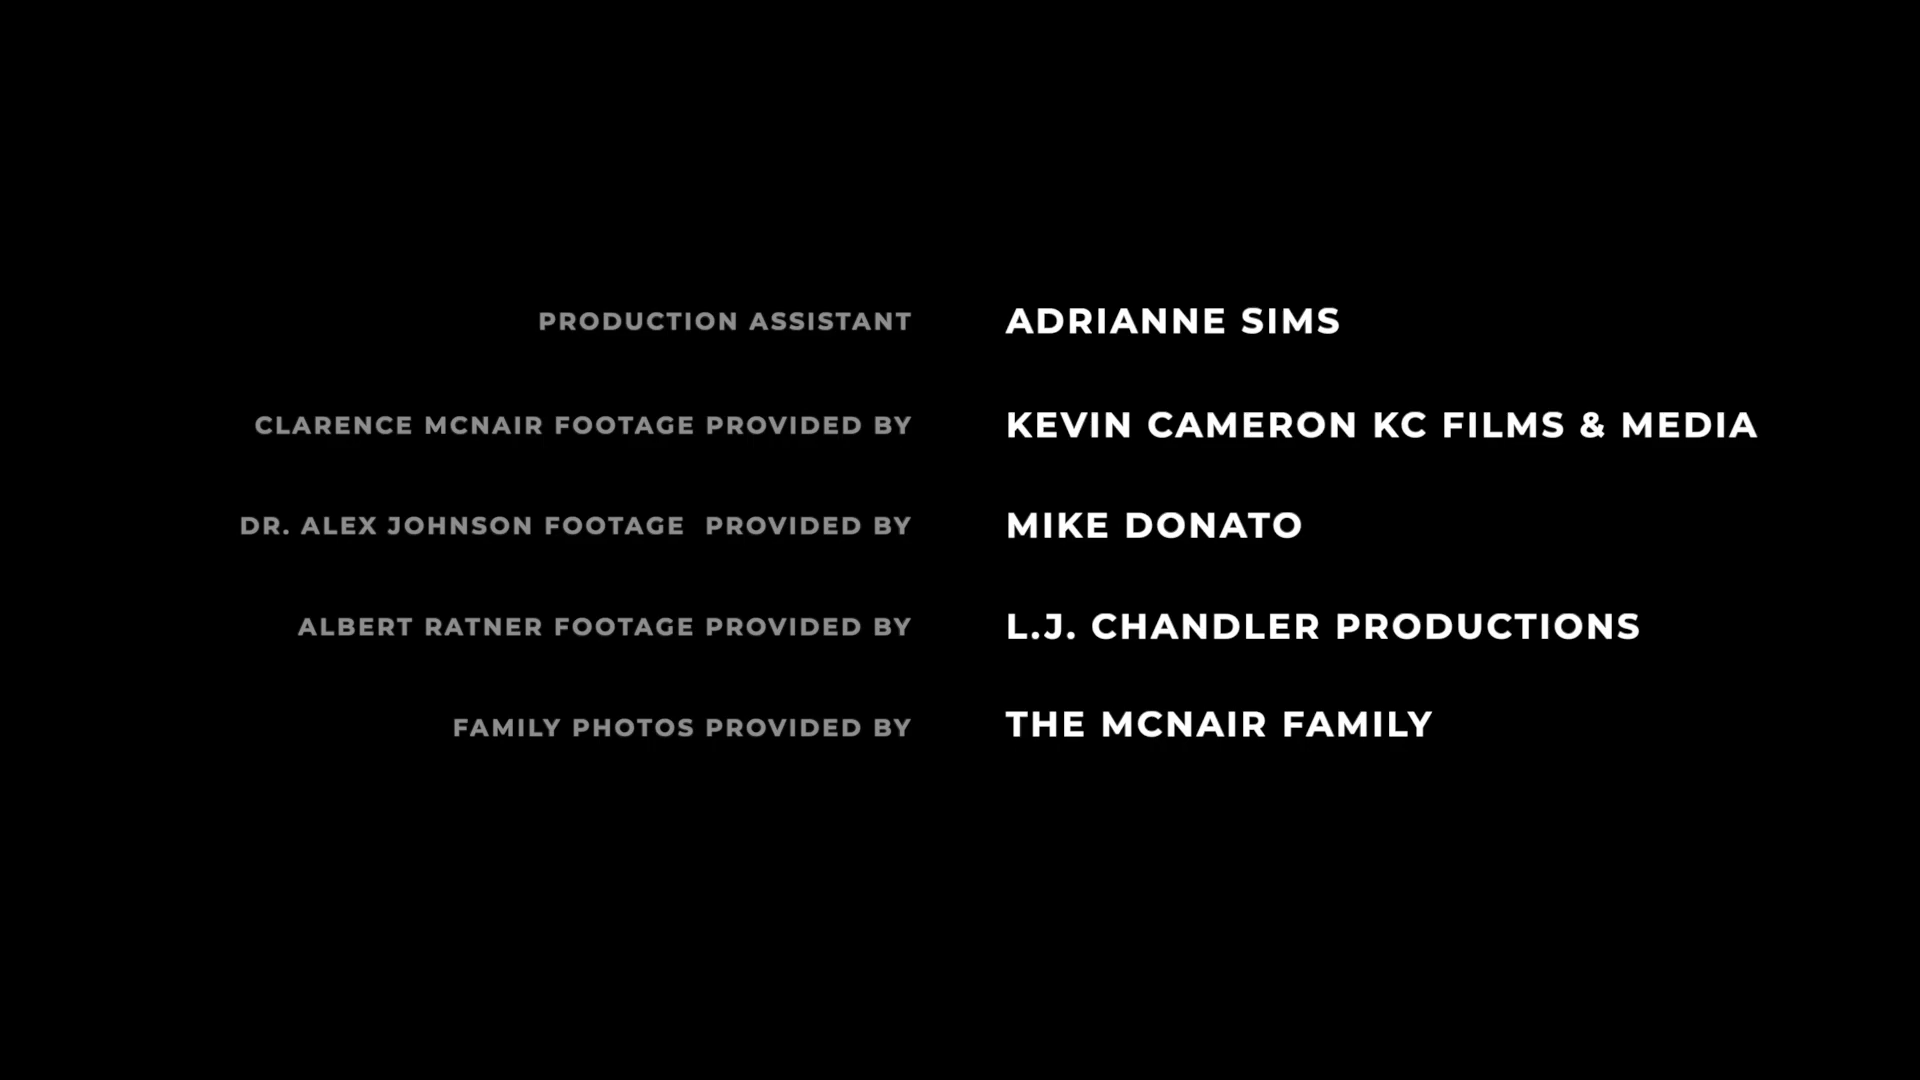 PRODUCTION ASSISTANT ADRIANNE SIMS
CLARENCE MCNAIR FOOTAGE PROVIDED BY KEVIN CAMERON KC FILMS & MEDIA
DR. ALEX JOHNSON FOOTAGE PROVIDED BY MIKE DONATO
ALBERT RATNER FOOTAGE PROVIDED BY L.J. CHANDLER PRODUCTIONS
FAMILY PHOTOS PROVIDED BY THE MCNAIR FAMILY